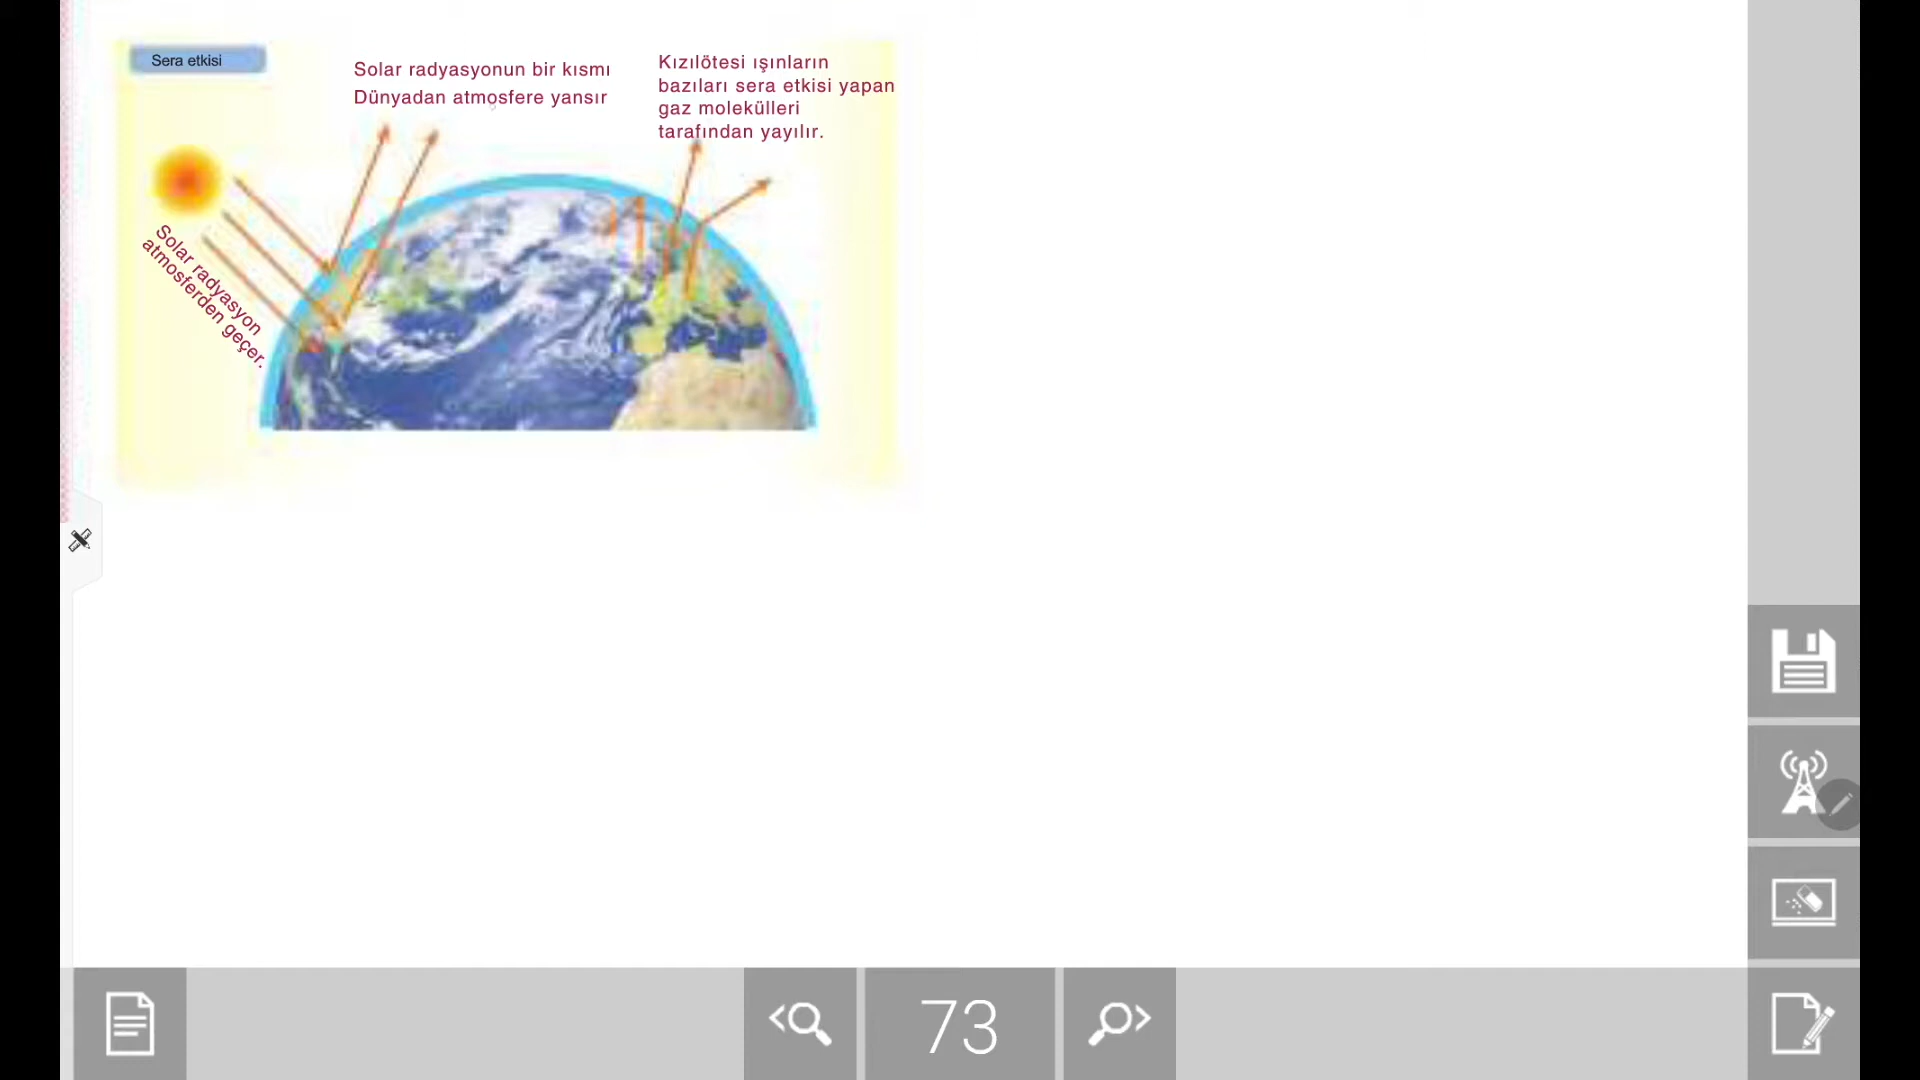 Sera etkisi
Solar radyasyonun bir kısmı
Dünyadan atmosfere yansır
Kızılötesi ışınların
bazıları sera etkisi yapan
gaz molekülleri
tarafından yayılır.
Solar radyasyon
atmosferden geçer.
73